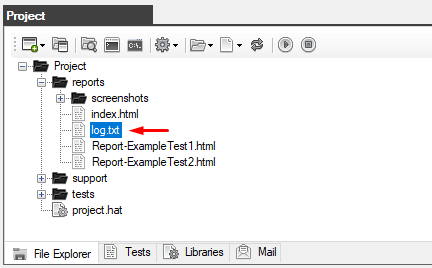 Project
Project
reports
screenshots
index.html
log.txt
Report-ExampleTest1.html
Report-ExampleTest2.html
support
tests
project.hat
File Explorer Tests Libraries Mail